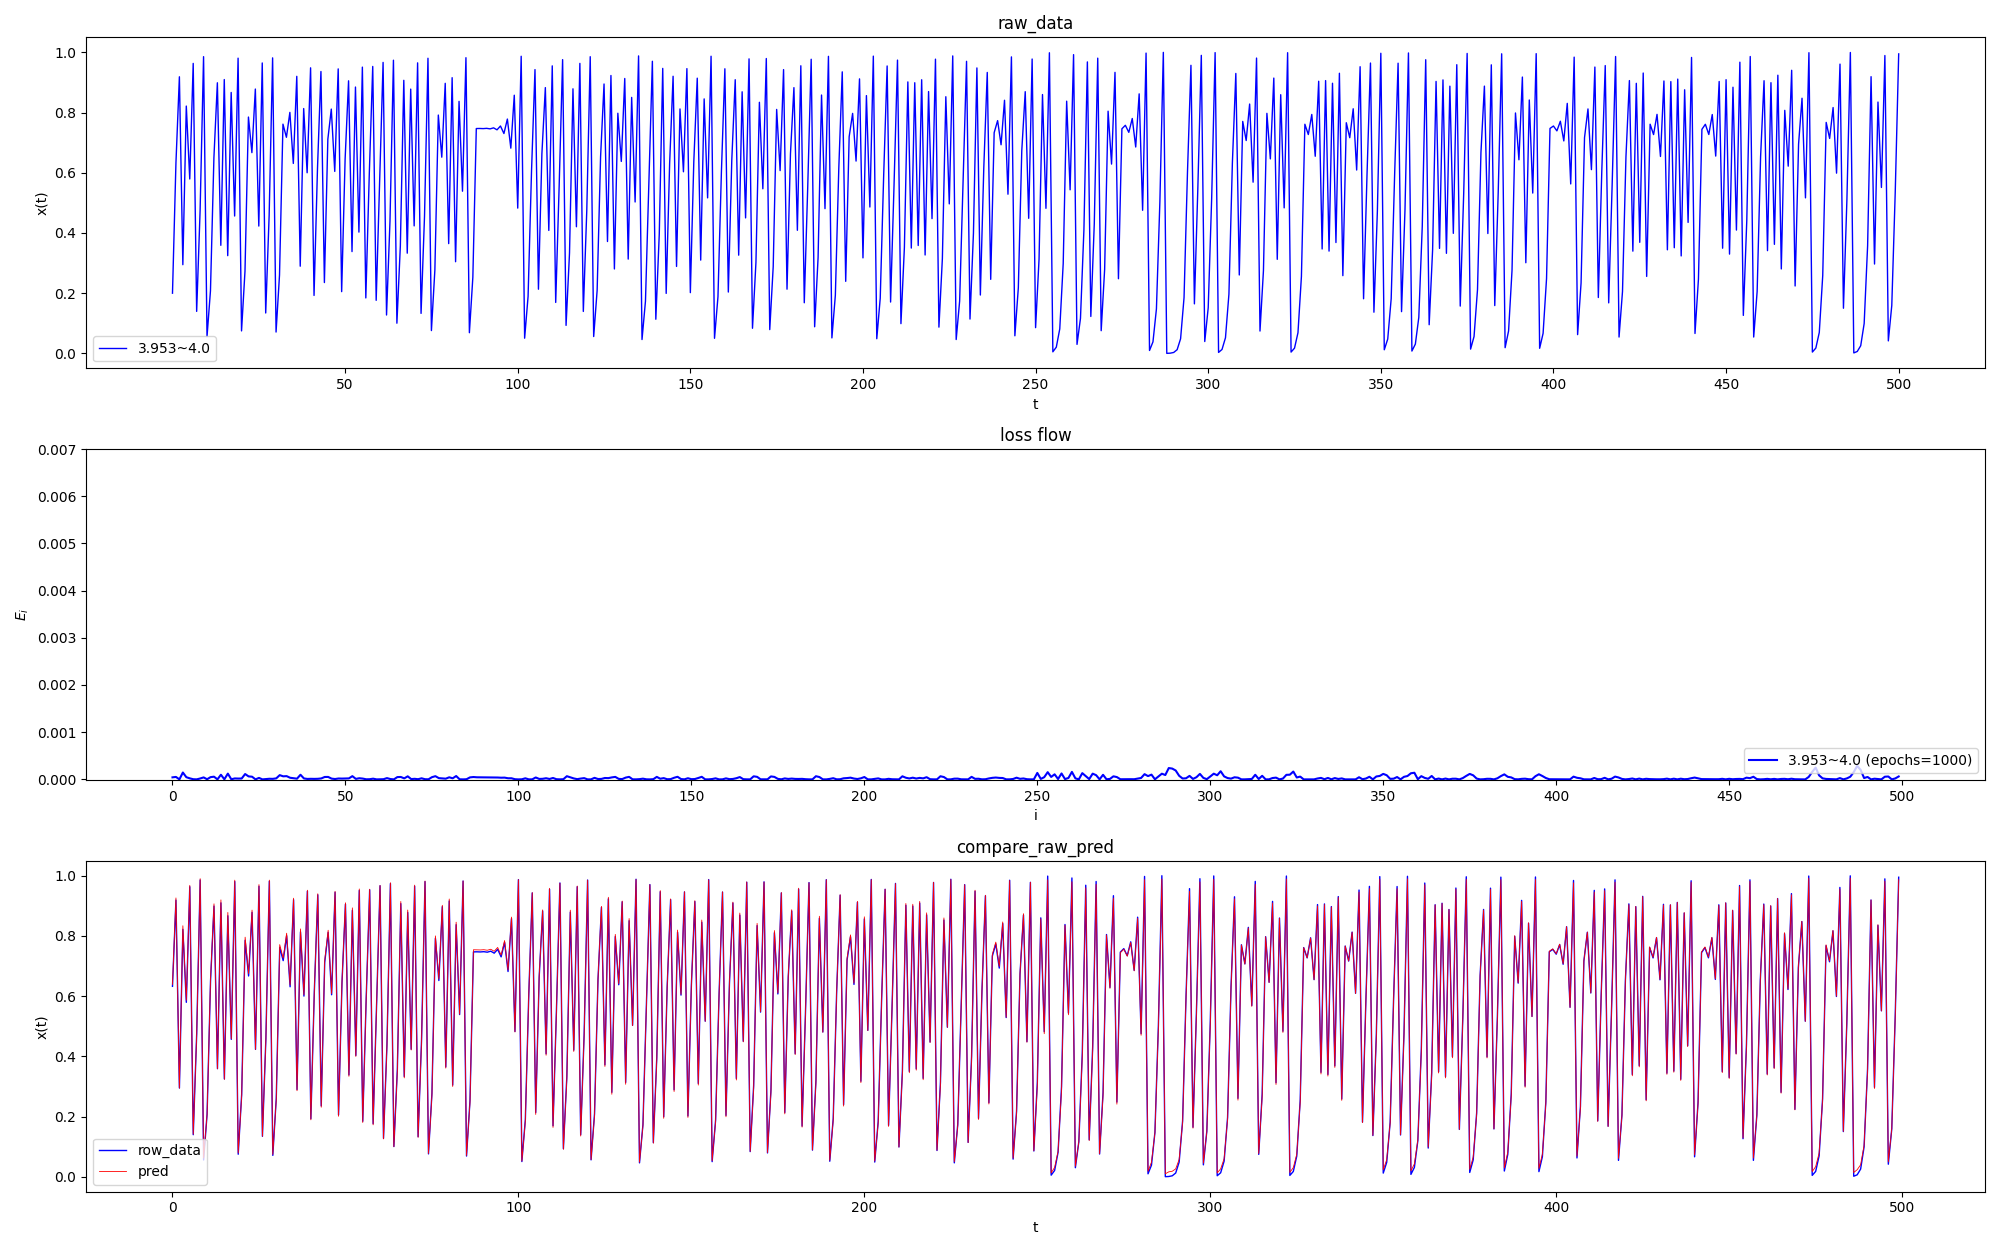 raw_data
x(t)
1.0
0.8
0.6
0.4
0.2
0.0
3.953~4.0
50 100 150 200 250 300 350 400 450 500
t
loss flow
E_i
0.007
0.006
0.005
0.004
0.003
0.002
0.001
0.000
3.953~4.0 (epochs=1000)
0 50 100 150 200 250 300 350 400 450 500
i
compare_raw_pred
x(t)
1.0
0.8
0.6
0.4
0.2
0.0
row_data
pred
0 100 200 300 400 500
t